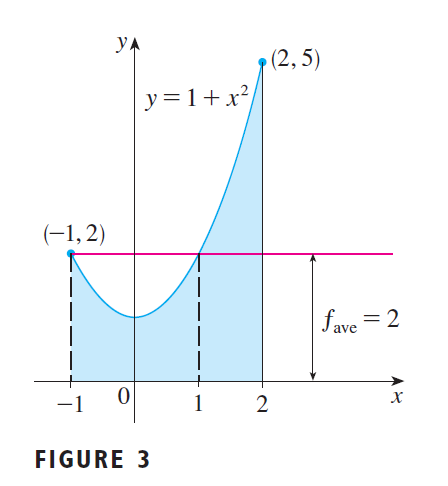 y
(2, 5)
y = 1 + x²
(−1, 2)
f_ave = 2
−1
0
1
2
x
FIGURE 3